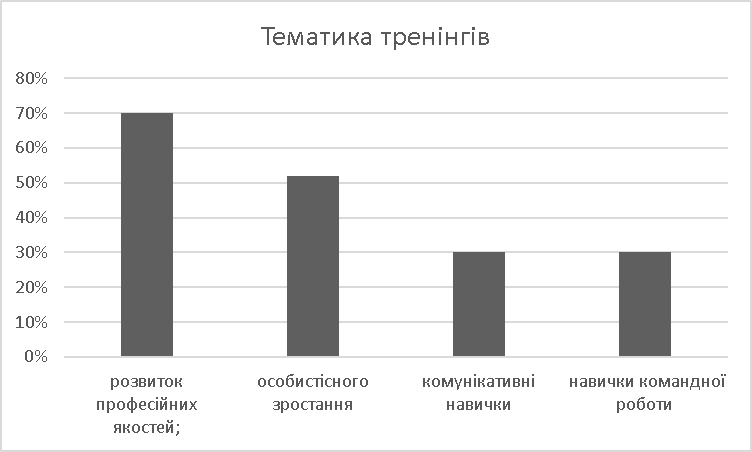 Тематика тренінгів
80%
70%
60%
50%
40%
30%
20%
10%
0%
розвиток
професійних
якостей;
особистісного
зростання
комунікативні
навички
навички командної
роботи